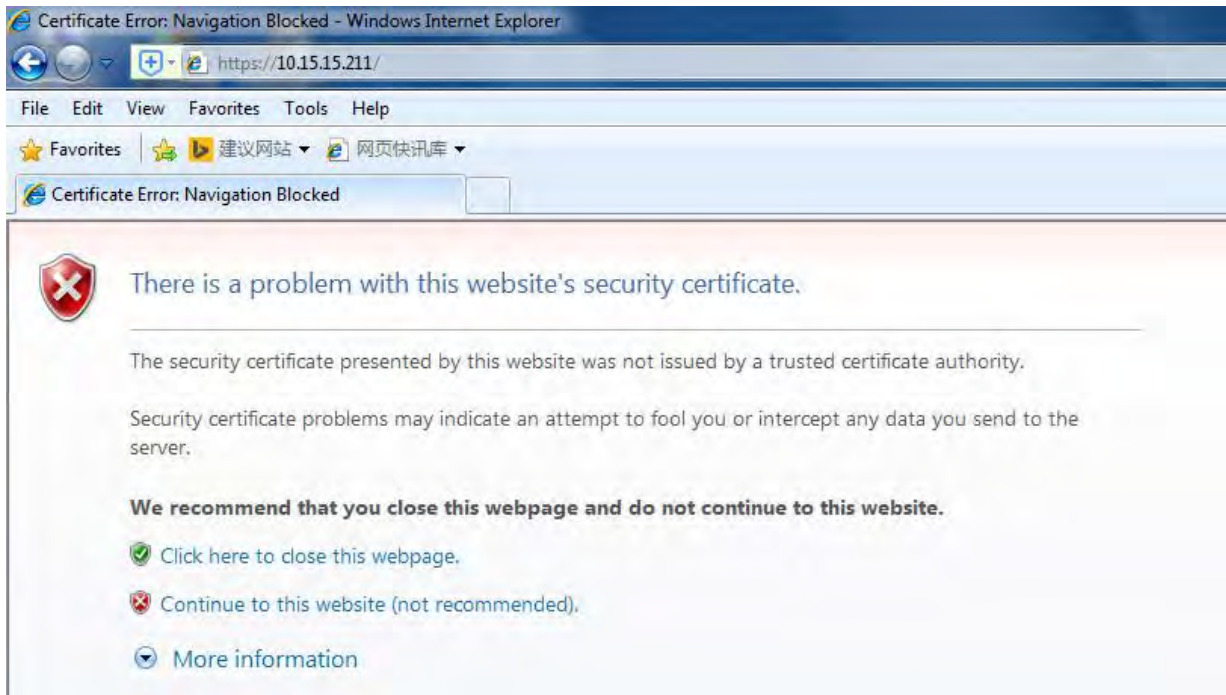 Certificate Error: Navigation Blocked - Windows Internet Explorer
https://10.15.15.211/
File Edit View Favorites Tools Help
Favorites 建议网站 网页快讯库
Certificate Error: Navigation Blocked
There is a problem with this website's security certificate.
The security certificate presented by this website was not issued by a trusted certificate authority.
Security certificate problems may indicate an attempt to fool you or intercept any data you send to the
server.
We recommend that you close this webpage and do not continue to this website.
Click here to close this webpage.
Continue to this website (not recommended).
More information